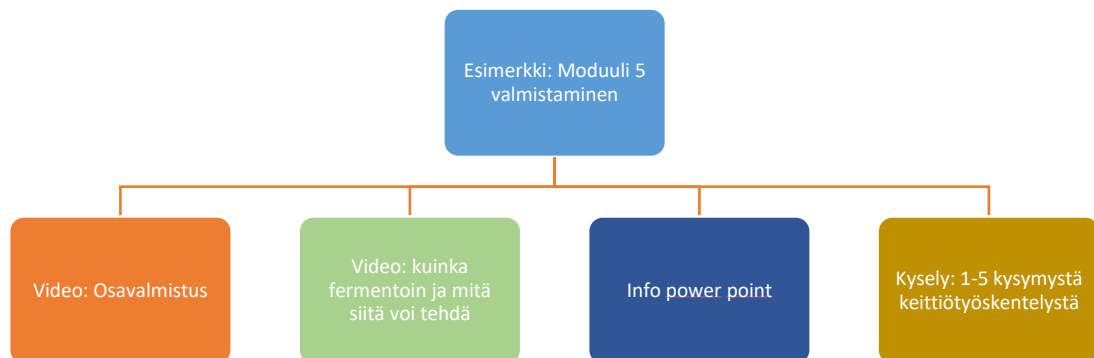 Esimerkki: Moduuli 5
valmistaminen
Video: Osavalmistus
Video: kuinka
fermentoin ja mitä
siitä voi tehdä
Info power point
Kysely: 1-5 kysymystä
keittiötyöskentelystä